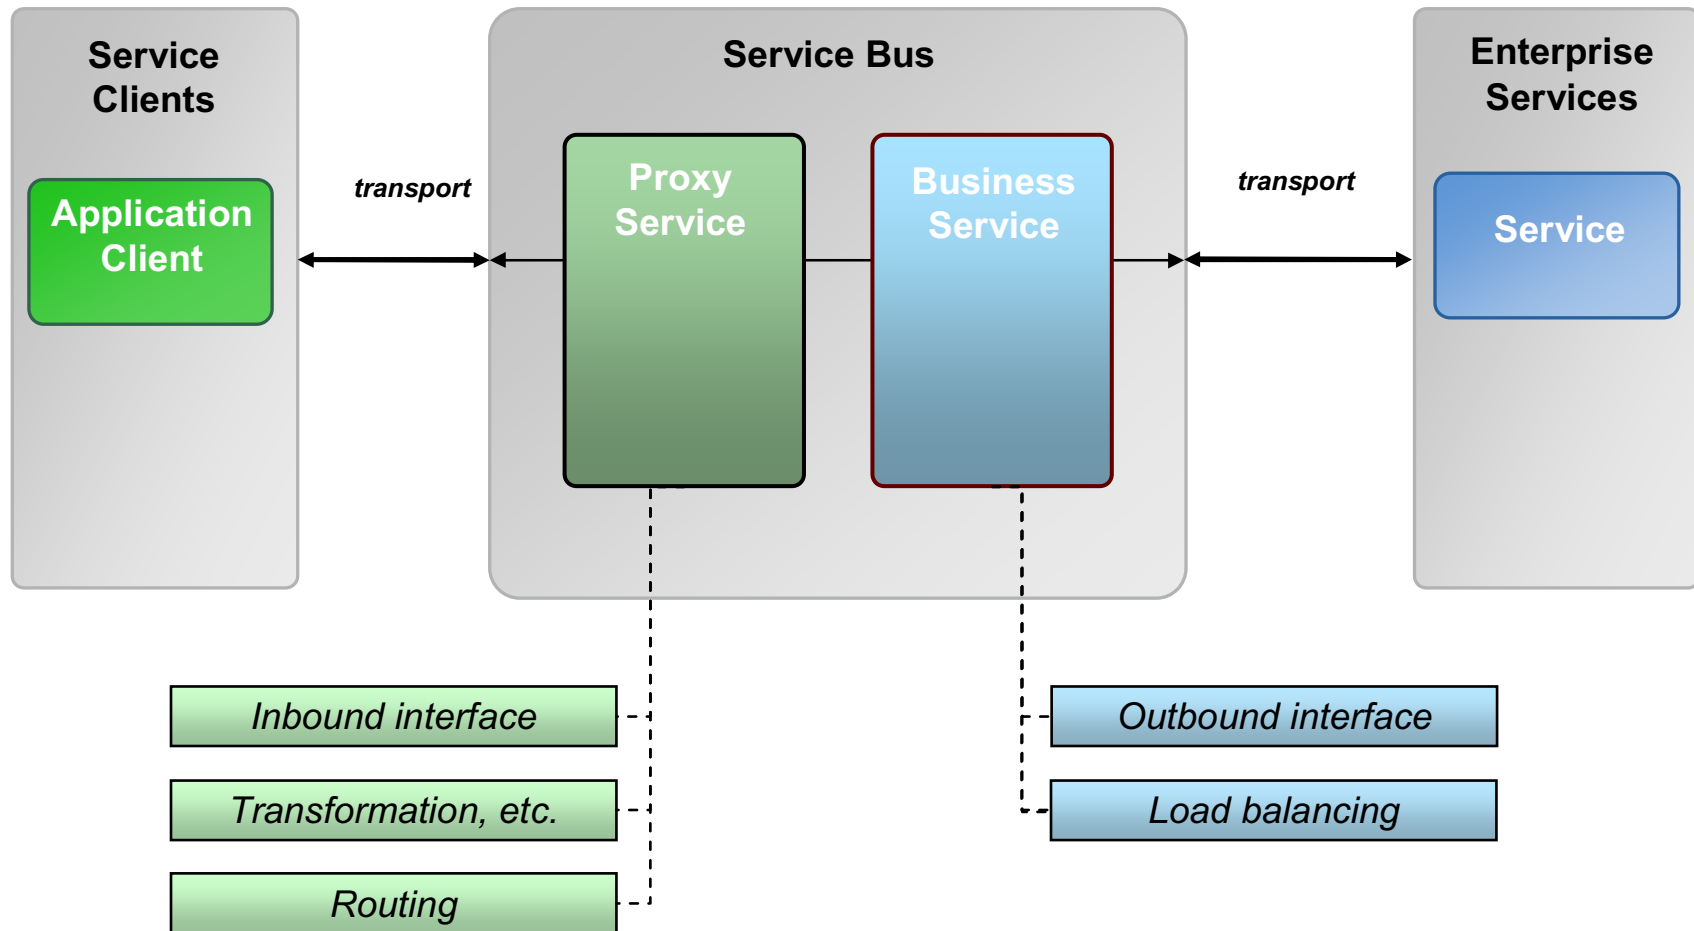 Service
Clients
Application
Client
transport
Service Bus
Proxy
Service
Business
Service
transport
Enterprise
Services
Service
Inbound interface
Transformation, etc.
Routing
Outbound interface
Load balancing